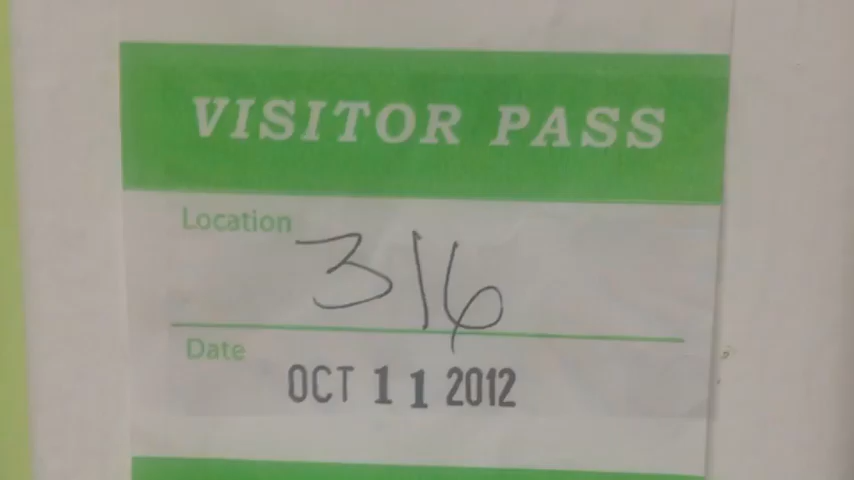 VISITOR PASS
Location
316
Date
OCT 11 2012